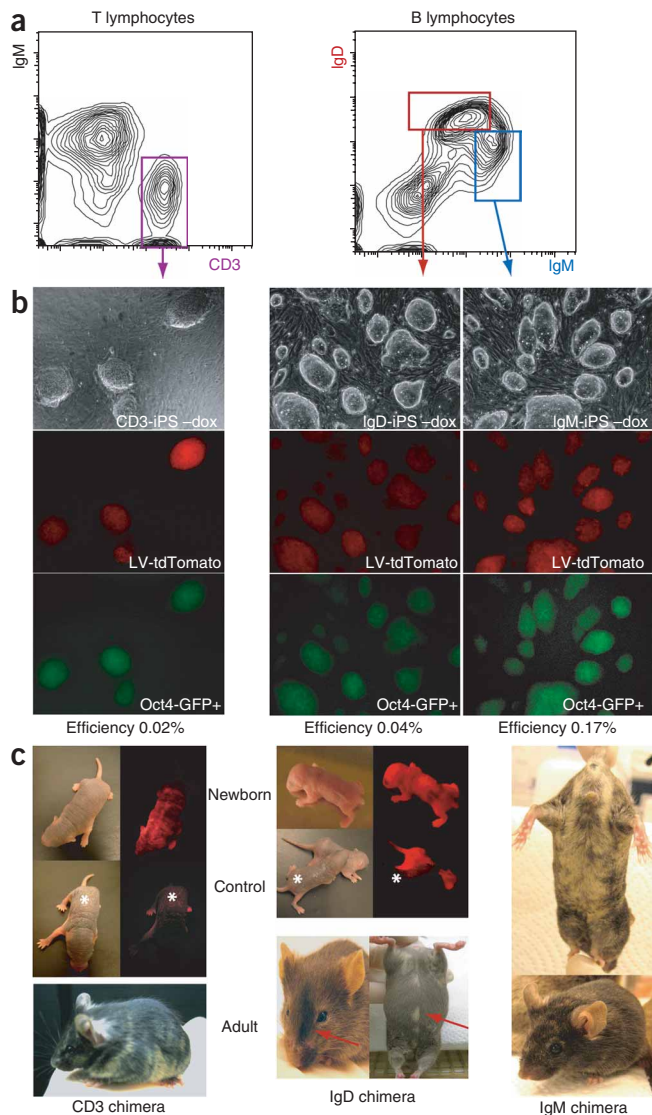 a
T lymphocytes
B lymphocytes
IgM
CD3
IgD
IgM
b
CD3-iPS –dox
IgD-iPS –dox
IgM-iPS –dox
LV-tdTomato
LV-tdTomato
LV-tdTomato
Oct4-GFP+
Oct4-GFP+
Oct4-GFP+
Efficiency 0.02%
Efficiency 0.04%
Efficiency 0.17%
c
Newborn
Control
*
*
*
*
Adult
CD3 chimera
IgD chimera
IgM chimera